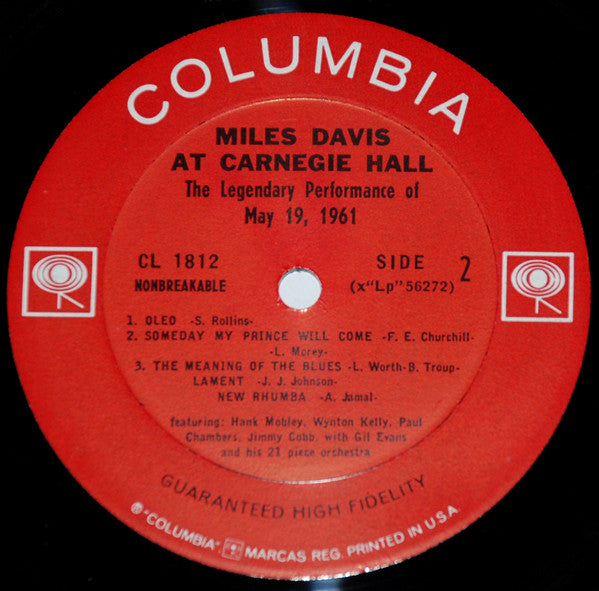 COLUMBIA
MILES DAVIS
AT CARNEGIE HALL
The Legendary Performance of
May 19, 1961
CL 1812
NONBREAKABLE
SIDE 2
(x"Lp"56272)
1. OLEO -S. Rollins-
2. SOMEDAY MY PRINCE WILL COME -F. E. Churchill-
-L. Morey-
3. THE MEANING OF THE BLUES -L. Worth-B. Troup-
LAMENT -J. J. Johnson-
NEW RHUMBA -A. Jamal-
featuring: Hank Mobley, Wynton Kelly, Paul
Chambers, Jimmy Cobb, with Gil Evans
and his 21 piece orchestra
GUARANTEED HIGH FIDELITY
® "COLUMBIA" MARCAS REG. PRINTED IN U.S.A.